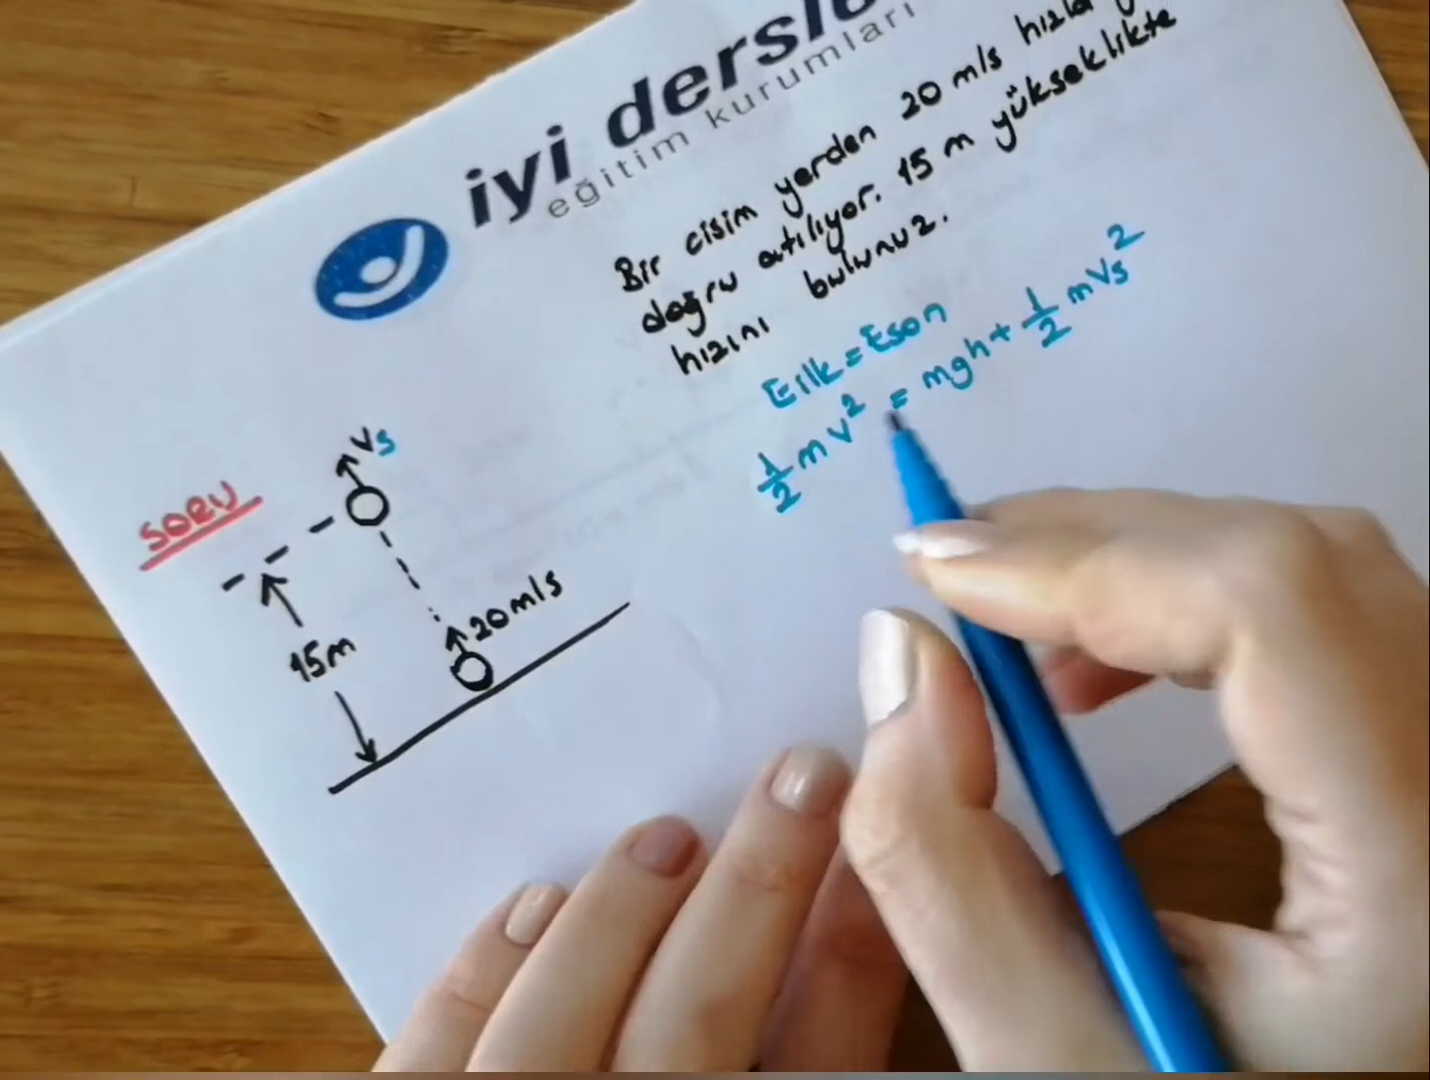 iyi derslo
eğitim kurumları
Bir cisim yerden 20 m/s hızla
doğru atılıyor. 15 m yükseklikte
hızını bulunuz.
Eilk = Eson
1/2 mv² = mgh + 1/2 mVs²
SORU
Vs
15m
20m/s